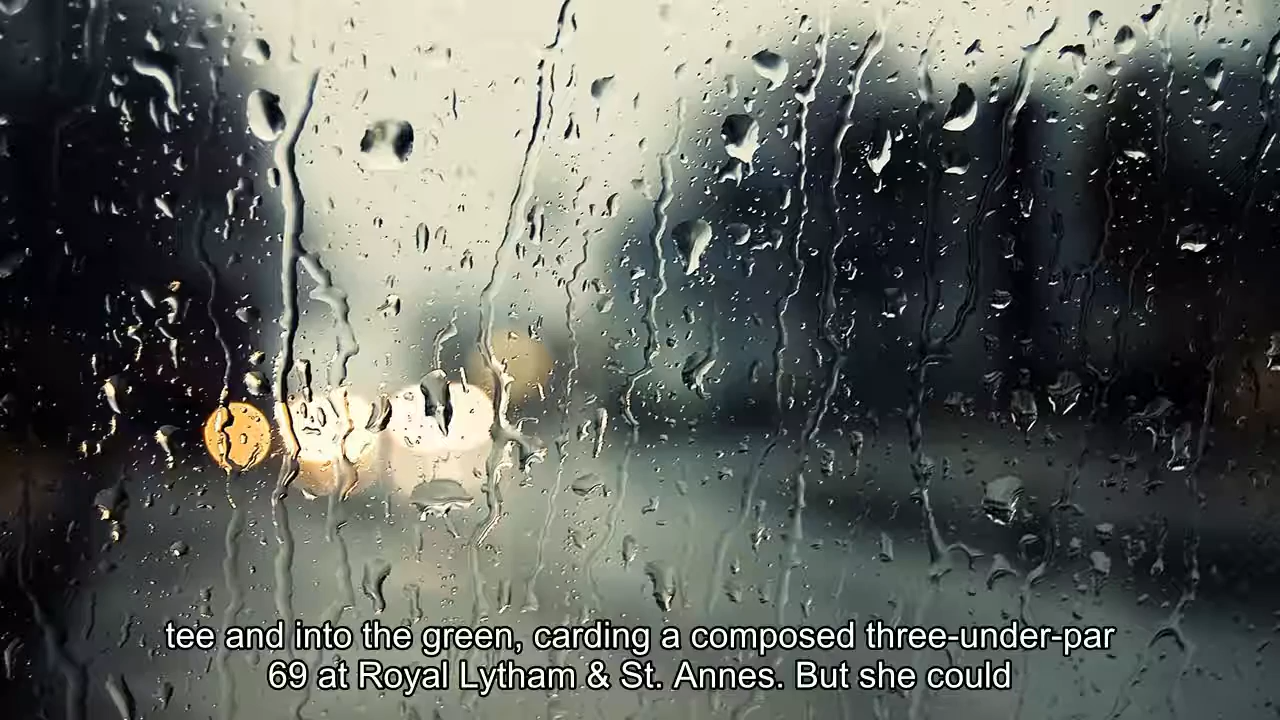 tee and into the green, carding a composed three-under-par
69 at Royal Lytham & St. Annes. But she could